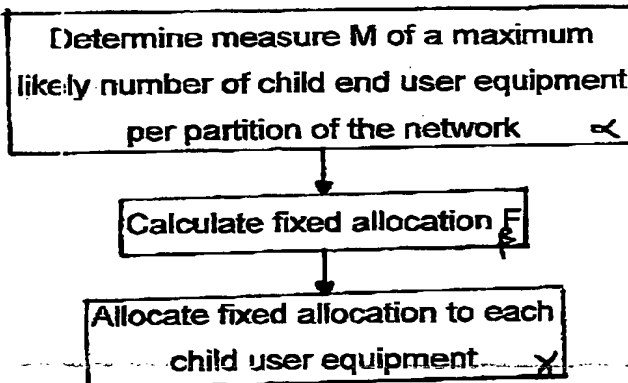 Determine measure M of a maximum
likely number of child end user equipment
per partition of the network α
Calculate fixed allocation F
β
Allocate fixed allocation to each
child user equipment γ